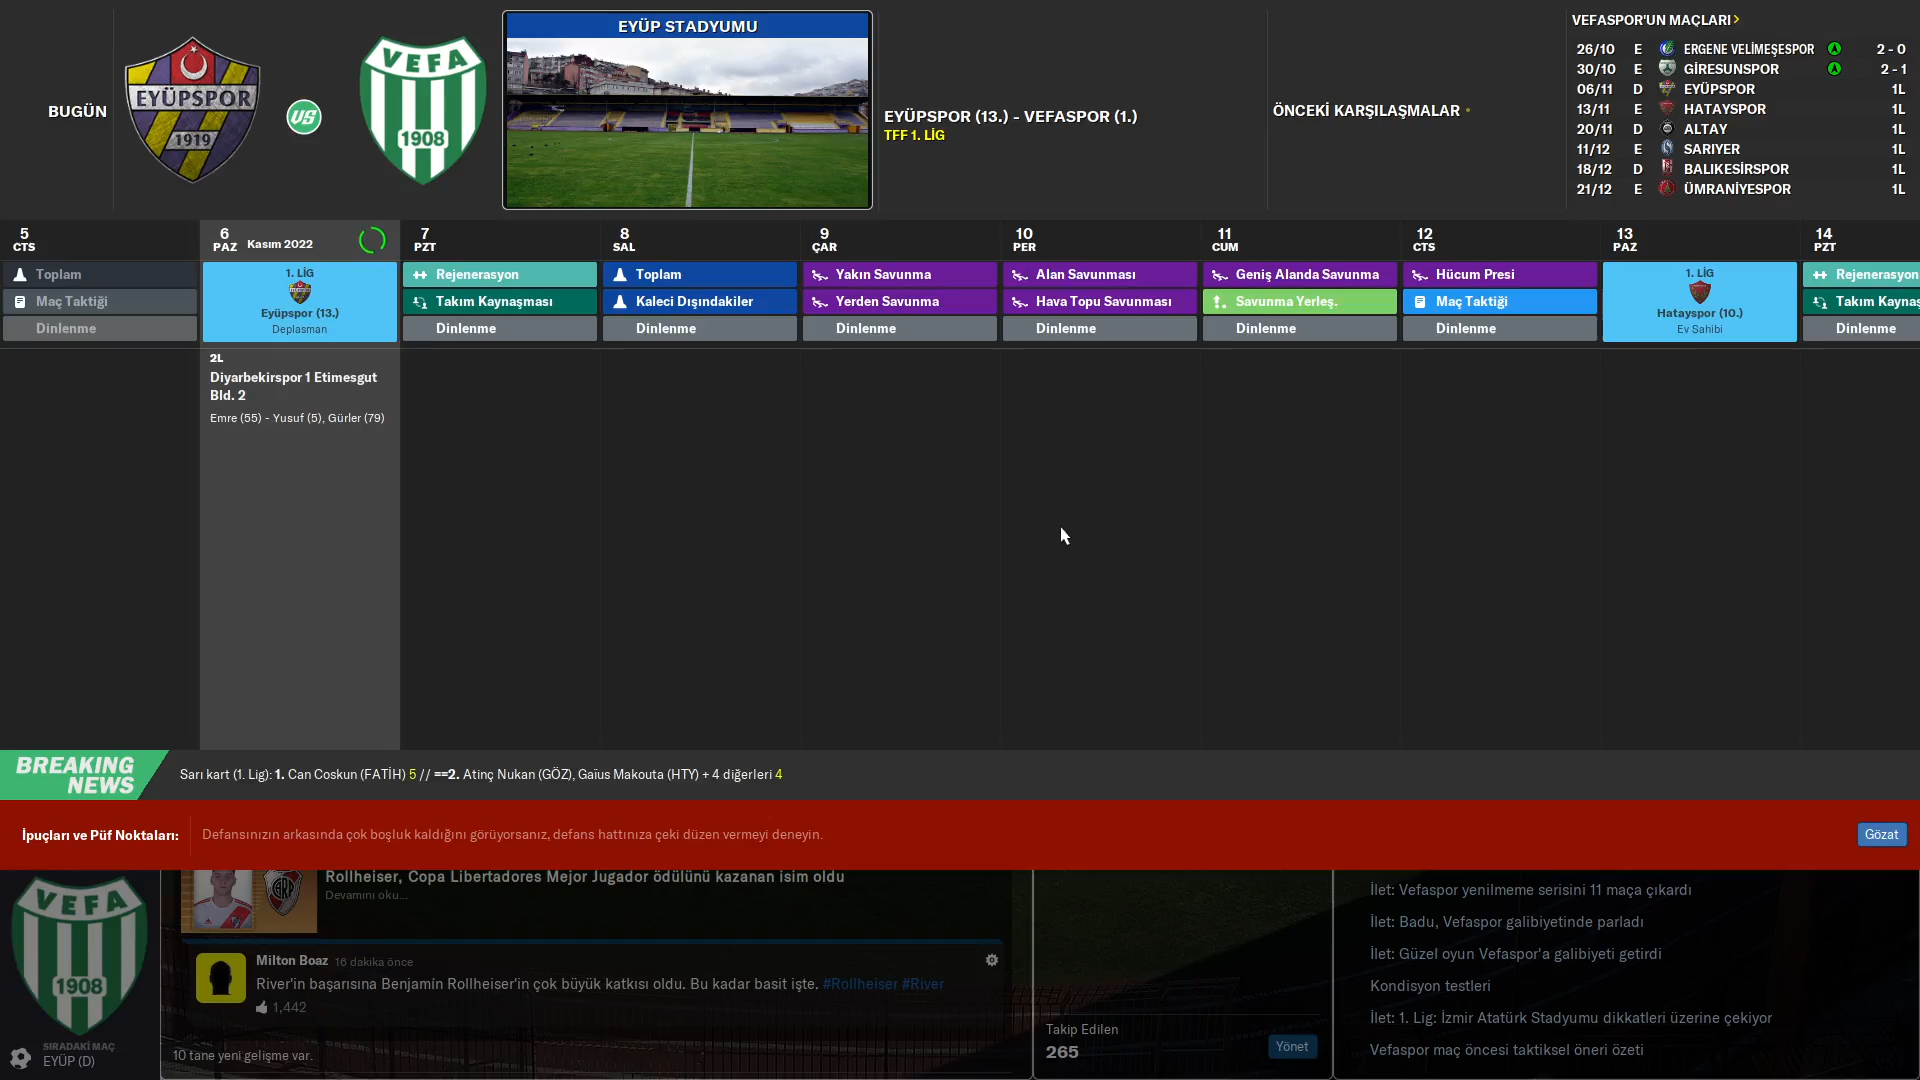 BUGÜN
EYÜPSPOR
1919
VS
VEFA
1908
EYÜP STADYUMU
EYÜPSPOR (13.) - VEFASPOR (1.)
TFF 1. LİG
ÖNCEKİ KARŞILAŞMALAR
VEFASPOR'UN MAÇLARI
26/10 E ERGENE VELİMEŞESPOR 2 - 0
30/10 E GİRESUNSPOR 2 - 1
06/11 D EYÜPSPOR 1L
13/11 E HATAYSPOR 1L
20/11 D ALTAY 1L
11/12 E SARIYER 1L
18/12 D BALIKESİRSPOR 1L
21/12 E ÜMRANİYESPOR 1L
5 CTS
Toplam
Maç Taktiği
Dinlenme
6 PAZ Kasım 2022
1. LİG
Eyüpspor (13.)
Deplasman
2L
Diyarbekirspor 1 Etimesgut
Bld. 2
Emre (55) - Yusuf (5), Gürler (79)
7 PZT
Rejenerasyon
Takım Kaynaşması
Dinlenme
8 SAL
Toplam
Kaleci Dışındakiler
Dinlenme
9 ÇAR
Yakın Savunma
Yerden Savunma
Dinlenme
10 PER
Alan Savunması
Hava Topu Savunması
Dinlenme
11 CUM
Geniş Alanda Savunma
Savunma Yerleş.
Dinlenme
12 CTS
Hücum Presi
Maç Taktiği
Dinlenme
13 PAZ
1. LİG
Hatayspor (10.)
Ev Sahibi
14 PZT
Rejenerasyon
Takım Kaynaş
Dinlenme
BREAKING
NEWS
Sarı kart (1. Lig): 1. Can Coskun (FATİH) 5 // ==2. Atinç Nukan (GÖZ), Gaïus Makouta (HTY) + 4 diğerleri 4
İpuçları ve Püf Noktaları:
Defansınızın arkasında çok boşluk kaldığını görüyorsanız, defans hattınıza çeki düzen vermeyi deneyin.
Gözat
VEFA
1908
SIRADAKİ MAÇ
EYÜP (D)
Rollheiser, Copa Libertadores Mejor Jugador ödülünü kazanan isim oldu
Devamını oku...
Milton Boaz 16 dakika önce
River'in başarısına Benjamín Rollheiser'in çok büyük katkısı oldu. Bu kadar basit işte. #Rollheiser #River
1,442
10 tane yeni gelişme var.
Takip Edilen
265
Yönet
İlet: Vefaspor yenilmeme serisini 11 maça çıkardı
İlet: Badu, Vefaspor galibiyetinde parladı
İlet: Güzel oyun Vefaspor'a galibiyeti getirdi
Kondisyon testleri
İlet: 1. Lig: İzmir Atatürk Stadyumu dikkatleri üzerine çekiyor
Vefaspor maç öncesi taktiksel öneri özeti